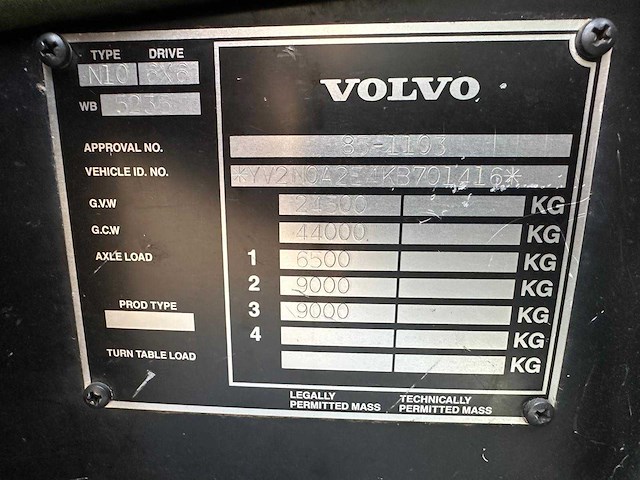 TYPE DRIVE
N10 6X6
WB
VOLVO
APPROVAL NO. 85-1103
VEHICLE ID. NO.
G.V.W 24500 KG
G.C.W 44000 KG
AXLE LOAD 1 6500 KG
2 9000 KG
PROD TYPE 3 9000 KG
4 KG
TURN TABLE LOAD KG
LEGALLY PERMITTED MASS
TECHNICALLY PERMITTED MASS